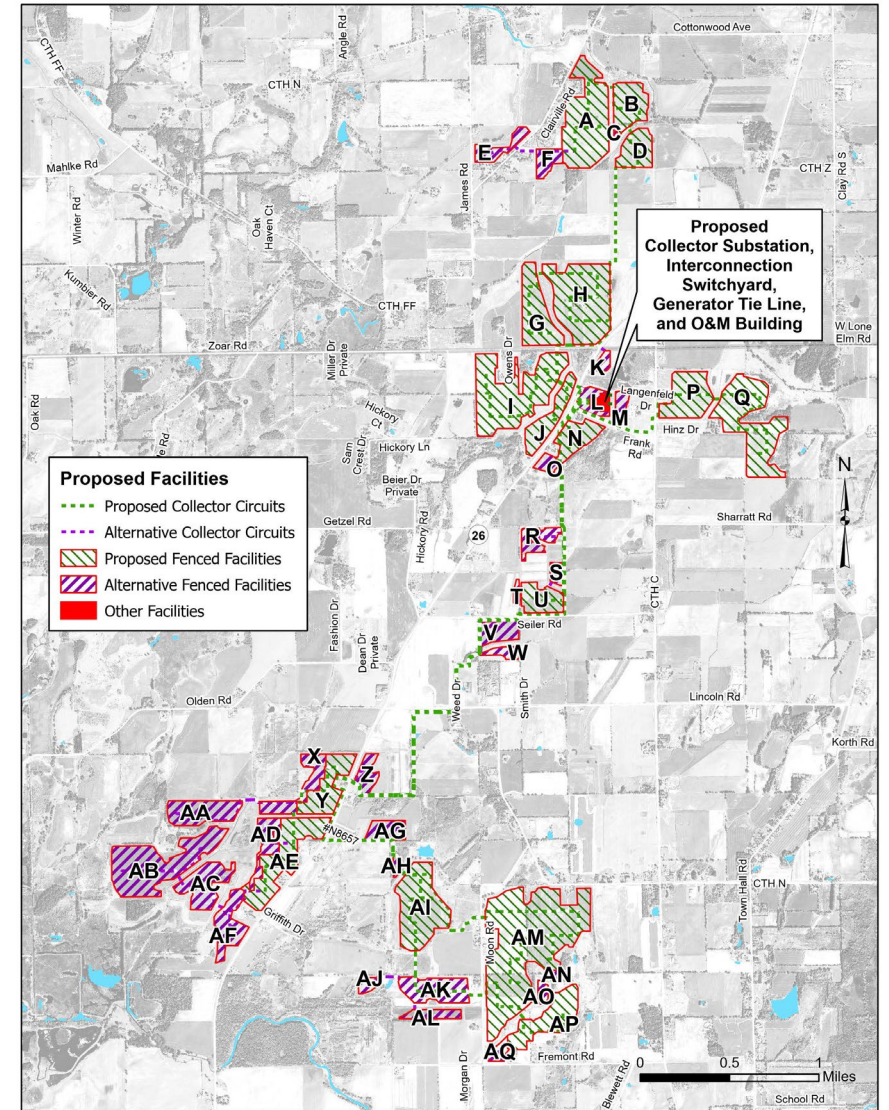 Cottonwood Ave
Angle Rd
CTH FF
CTH N
Clairville Rd
B
A
C
D
E
F
Mahlke Rd
James Rd
CTH Z
Clay Rd S
Winter Rd
Oak
Haven Ct
Proposed
Collector Substation,
Interconnection
Switchyard,
Generator Tie Line,
and O&M Building
Kumbier Rd
CTH FF
H
G
W Lone
Elm Rd
Zoar Rd
Miller Dr
Private
Owens Dr
K
Langenfeld
Dr
P
Q
I
L
M
Oak Rd
Hickory
Ct
J
N
Hinz Dr
Frank
Rd
Sam
Crest Dr
Hickory Ln
O
Beier Dr
Private
N
Proposed Facilities
Proposed Collector Circuits
Alternative Collector Circuits
Proposed Fenced Facilities
Alternative Fenced Facilities
Other Facilities
Getzel Rd
Hickory Rd
26
Sharratt Rd
R
S
T
U
CTH C
Seiler Rd
V
W
Fashion Dr
Dean Dr
Private
Olden Rd
Weed Dr
Smith Dr
Lincoln Rd
Korth Rd
X
Z
Y
AA
AD
#N8657
AG
AB
AE
AH
AC
AI
CTH N
Town Hall Rd
AF
Griffith Dr
Moon Rd
AM
AJ
AK
AN
AO
AL
AP
AQ
Fremont Rd
Morgan Dr
Blewett Rd
0 0.5 1
Miles
School Rd